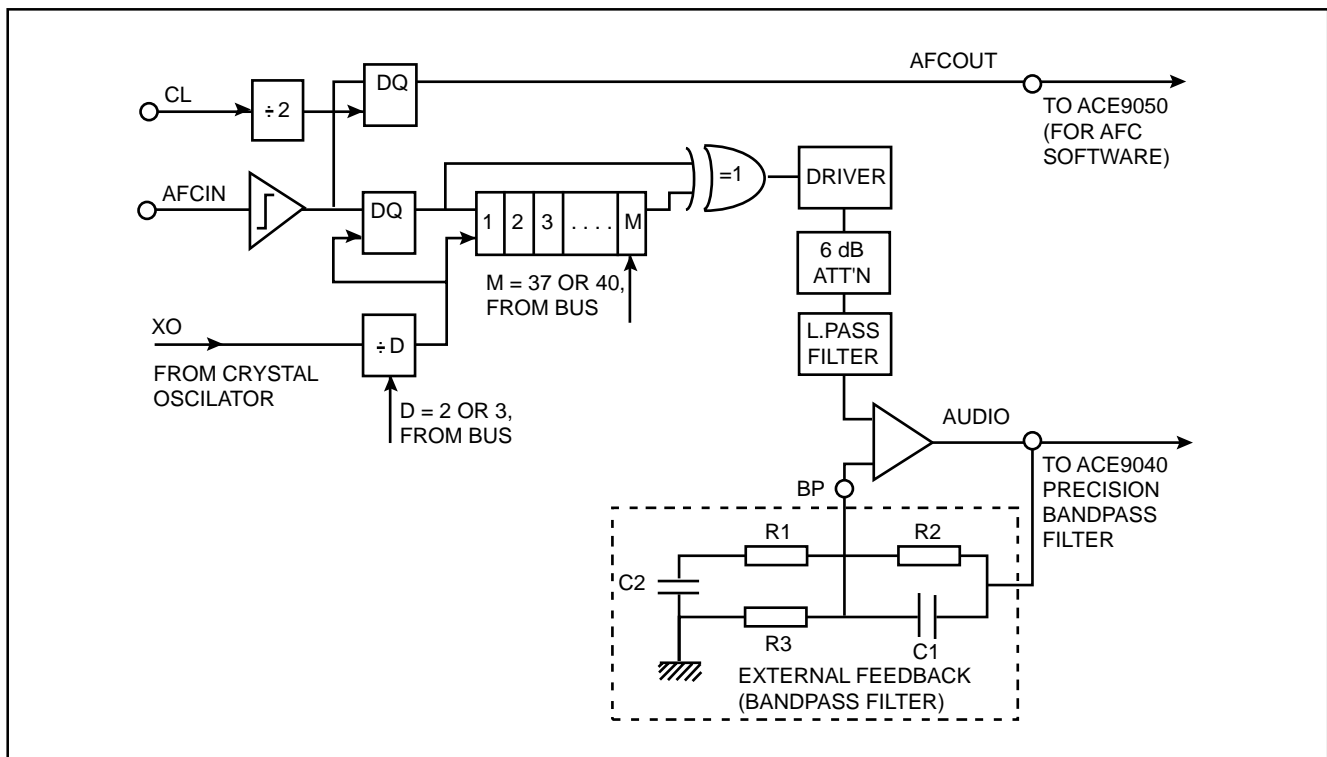 AFCOUT
CL
÷2
DQ
TO ACE9050
(FOR AFC
SOFTWARE)
AFCIN
DQ
=1
DRIVER
1 2 3 . . . . M
6 dB
ATT'N
M = 37 OR 40,
FROM BUS
XO
÷D
L.PASS
FILTER
FROM CRYSTAL
OSCILATOR
D = 2 OR 3,
FROM BUS
AUDIO
TO ACE9040
PRECISION
BANDPASS
FILTER
BP
R1
R2
C2
R3
C1
EXTERNAL FEEDBACK
(BANDPASS FILTER)